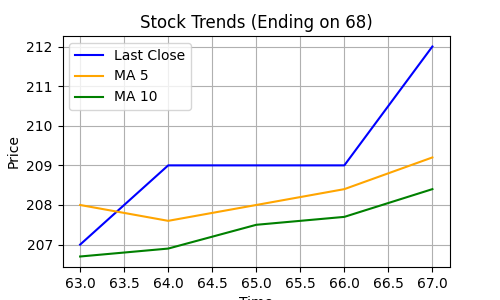 Stock Trends (Ending on 68)
Last Close
MA 5
MA 10
Price
212
211
210
209
208
207
63.0 63.5 64.0 64.5 65.0 65.5 66.0 66.5 67.0
Time